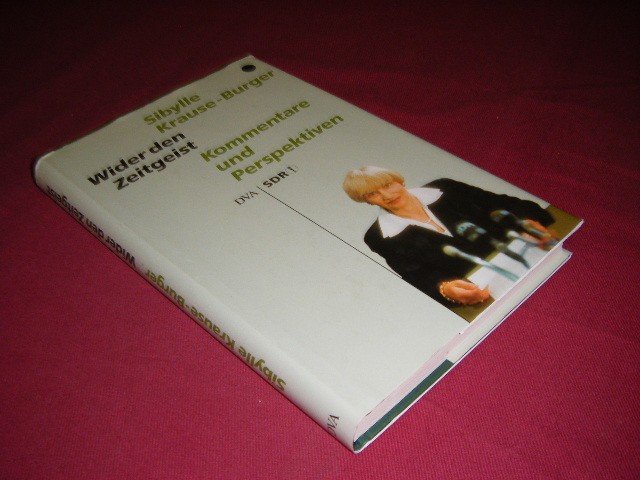 Sibylle
Krause-Burger
Wider den
Zeitgeist
Kommentare
und
Perspektiven
DVA SDR 1
Sibylle Krause-Burger Wider den Zeitgeist
DVA